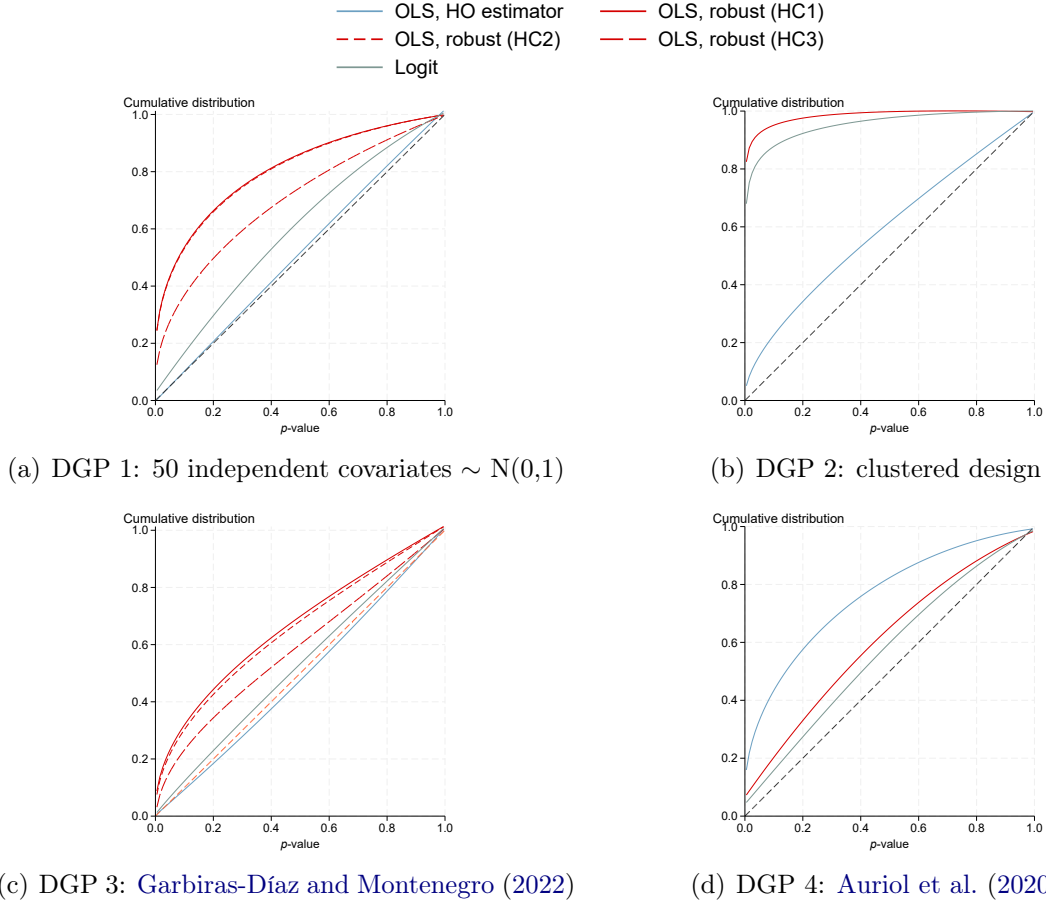 OLS, HO estimator
OLS, robust (HC1)
OLS, robust (HC2)
OLS, robust (HC3)
Logit
Cumulative distribution
1.0
0.8
0.6
0.4
0.2
0.0
0.0 0.2 0.4 0.6 0.8 1.0
p-value
(a) DGP 1: 50 independent covariates ∼ N(0,1)
Cumulative distribution
1.0
0.8
0.6
0.4
0.2
0.0
0.0 0.2 0.4 0.6 0.8 1.0
p-value
(b) DGP 2: clustered design
Cumulative distribution
1.0
0.8
0.6
0.4
0.2
0.0
0.0 0.2 0.4 0.6 0.8 1.0
p-value
(c) DGP 3: Garbiras-Díaz and Montenegro (2022)
Cumulative distribution
1.0
0.8
0.6
0.4
0.2
0.0
0.0 0.2 0.4 0.6 0.8 1.0
p-value
(d) DGP 4: Auriol et al. (2020